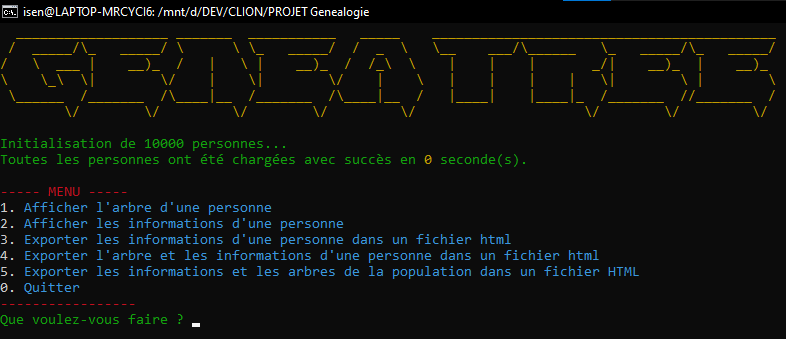 isen@LAPTOP-MRCYCI6: /mnt/d/DEV/CLION/PROJET Genealogie
GENEATREE
Initialisation de 10000 personnes...
Toutes les personnes ont été chargées avec succès en 0 seconde(s).
----- MENU -----
1. Afficher l'arbre d'une personne
2. Afficher les informations d'une personne
3. Exporter les informations d'une personne dans un fichier html
4. Exporter l'arbre et les informations d'une personne dans un fichier html
5. Exporter les informations et les arbres de la population dans un fichier HTML
0. Quitter
-----------------
Que voulez-vous faire ?